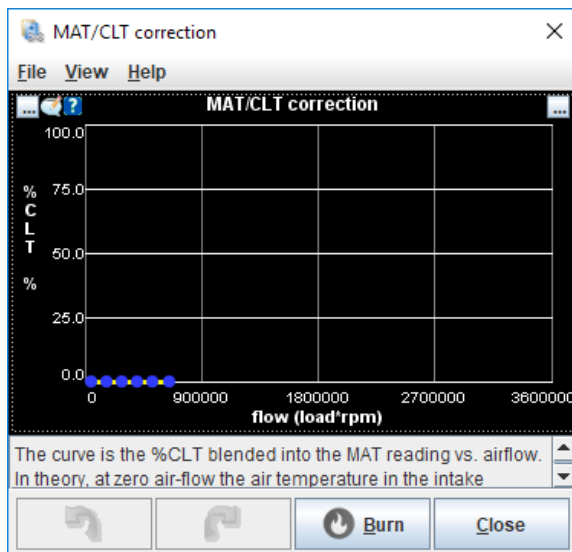 MAT/CLT correction
File View Help
... ? MAT/CLT correction ...
100.0
75.0
50.0
25.0
0.0
%
C
L
T
%
0 900000 1800000 2700000 3600000
flow (load*rpm)
The curve is the %CLT blended into the MAT reading vs. airflow.
In theory, at zero air-flow the air temperature in the intake
Burn Close